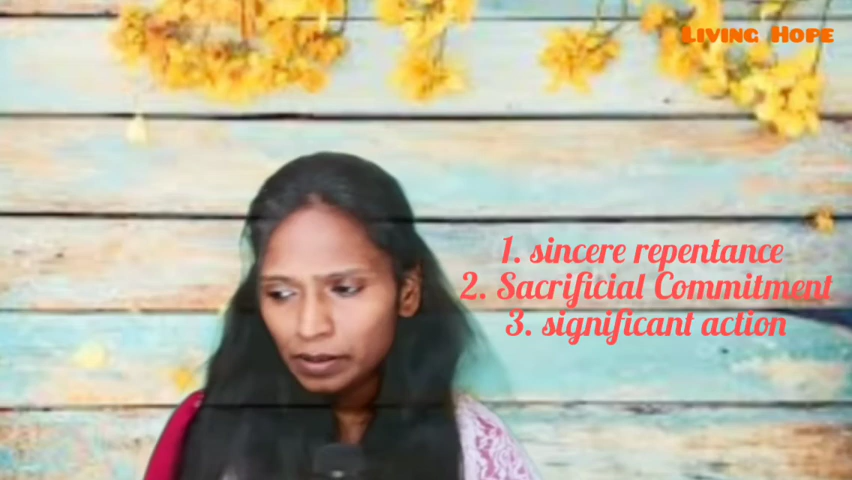 Living Hope
1. sincere repentance
2. Sacrificial Commitment
3. significant action